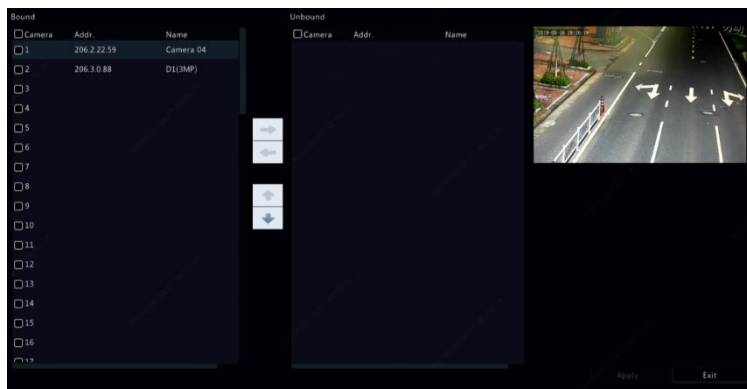 Bound
Unbound
Camera Addr. Name
Camera Addr. Name
1 206.2.22.59 Camera 04
2 206.3.0.88 D1(3MP)
3
4
5
6
7
8
9
10
11
12
13
14
15
16
17
Apply Exit